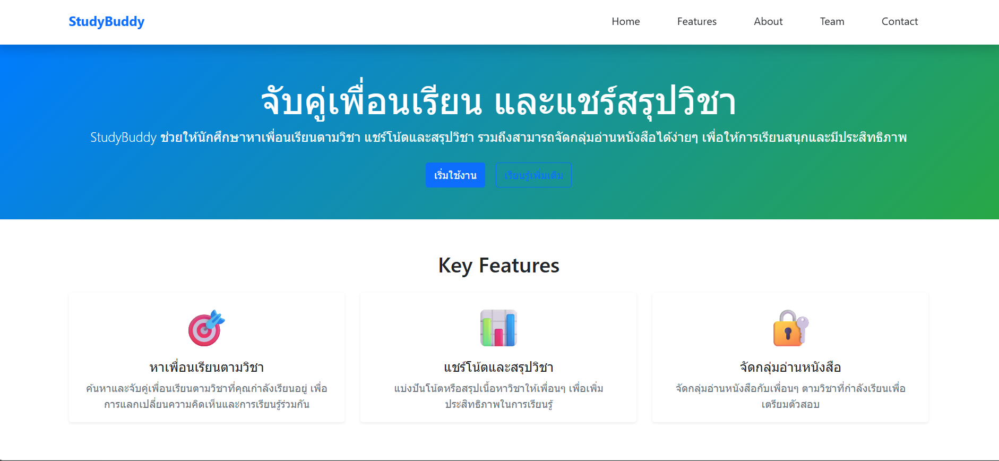 StudyBuddy
Home Features About Team Contact
จับคู่เพื่อนเรียน และแชร์สรุปวิชา
StudyBuddy ช่วยให้นักศึกษาหาเพื่อนเรียนตามวิชา แชร์โน้ตและสรุปวิชา รวมถึงสามารถจัดกลุ่มอ่านหนังสือได้ง่ายๆ เพื่อให้การเรียนสนุกและมีประสิทธิภาพ
เริ่มใช้งาน เรียนรู้เพิ่มเติม
Key Features
หาเพื่อนเรียนตามวิชา
ค้นหาและจับคู่เพื่อนเรียนตามวิชาที่คุณกำลังเรียนอยู่ เพื่อ
การแลกเปลี่ยนความคิดเห็นและการเรียนรู้ร่วมกัน
แชร์โน้ตและสรุปวิชา
แบ่งปันโน้ตหรือสรุปเนื้อหาวิชาให้เพื่อนๆ เพื่อเพิ่ม
ประสิทธิภาพในการเรียนรู้
จัดกลุ่มอ่านหนังสือ
จัดกลุ่มอ่านหนังสือกับเพื่อนๆ ตามวิชาที่กำลังเรียนเพื่อ
เตรียมตัวสอบ